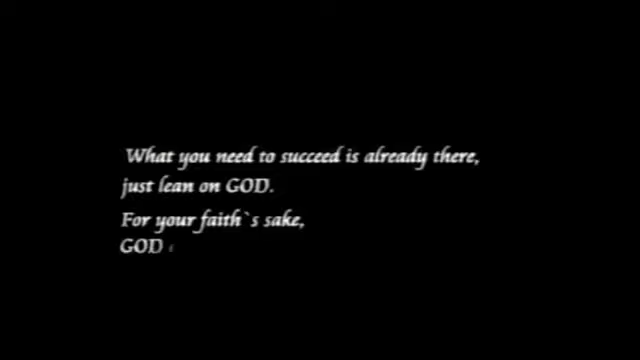 What you need to succeed is already there,
just lean on GOD.
For your faith`s sake,
GOD